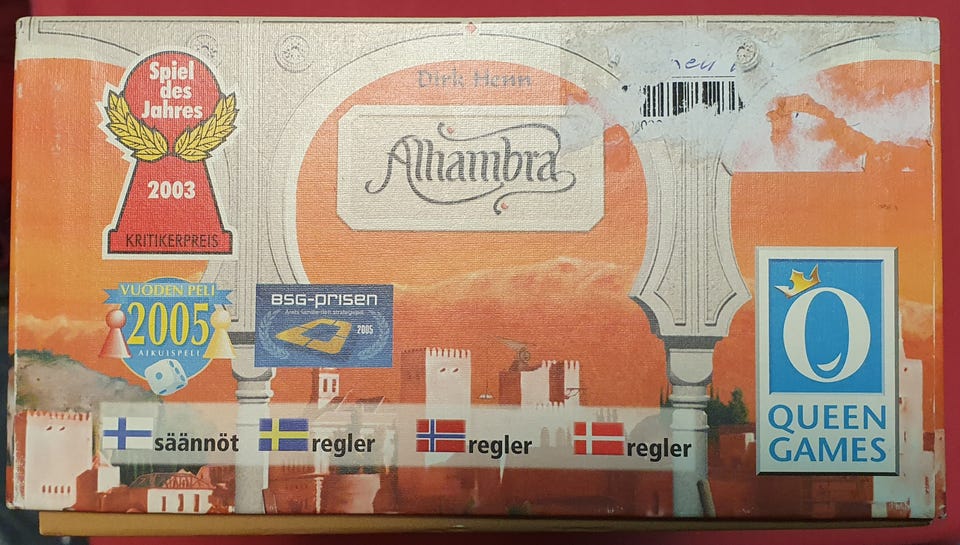 Spiel
des
Jahres
2003
KRITIKERPREIS
Dirk Henn
Alhambra
VUODEN PELI
2005
AIKUISPELI
BSG-prisen
2005
säännöt
regler
regler
regler
Q
QUEEN
GAMES